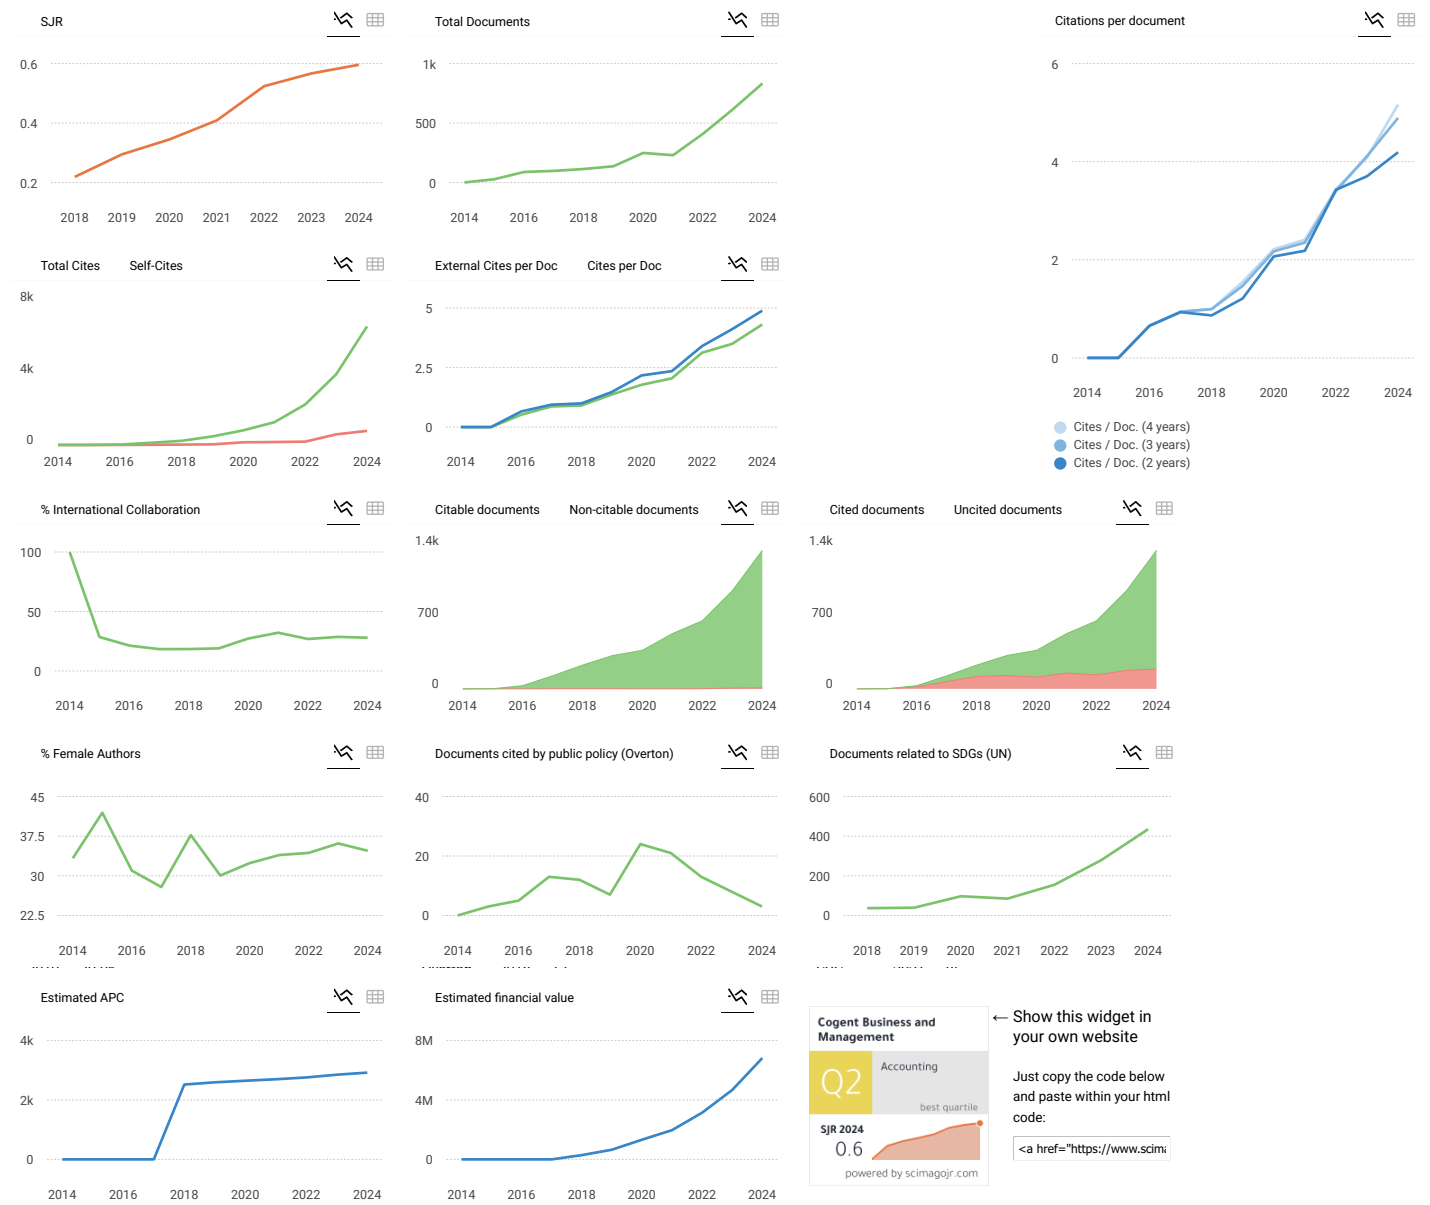 SJR
0.6
0.4
0.2
2018 2019 2020 2021 2022 2023 2024
Total Documents
1k
500
0
2014 2016 2018 2020 2022 2024
Citations per document
6
4
2
0
2014 2016 2018 2020 2022 2024
Cites / Doc. (4 years)
Cites / Doc. (3 years)
Cites / Doc. (2 years)
Total Cites Self-Cites
8k
4k
0
2014 2016 2018 2020 2022 2024
External Cites per Doc Cites per Doc
5
2.5
0
2014 2016 2018 2020 2022 2024
% International Collaboration
100
50
0
2014 2016 2018 2020 2022 2024
Citable documents Non-citable documents
1.4k
700
0
2014 2016 2018 2020 2022 2024
Cited documents Uncited documents
1.4k
700
0
2014 2016 2018 2020 2022 2024
% Female Authors
45
37.5
30
22.5
2014 2016 2018 2020 2022 2024
Documents cited by public policy (Overton)
40
20
0
2014 2016 2018 2020 2022 2024
Documents related to SDGs (UN)
600
400
200
0
2018 2019 2020 2021 2022 2023 2024
Estimated APC
4k
2k
0
2014 2016 2018 2020 2022 2024
Estimated financial value
8M
4M
0
2014 2016 2018 2020 2022 2024
Cogent Business and
Management
Q2
Accounting
best quartile
SJR 2024
0.6
powered by scimagojr.com
← Show this widget in
your own website
Just copy the code below
and paste within your html
code:
<a href="https://www.scima